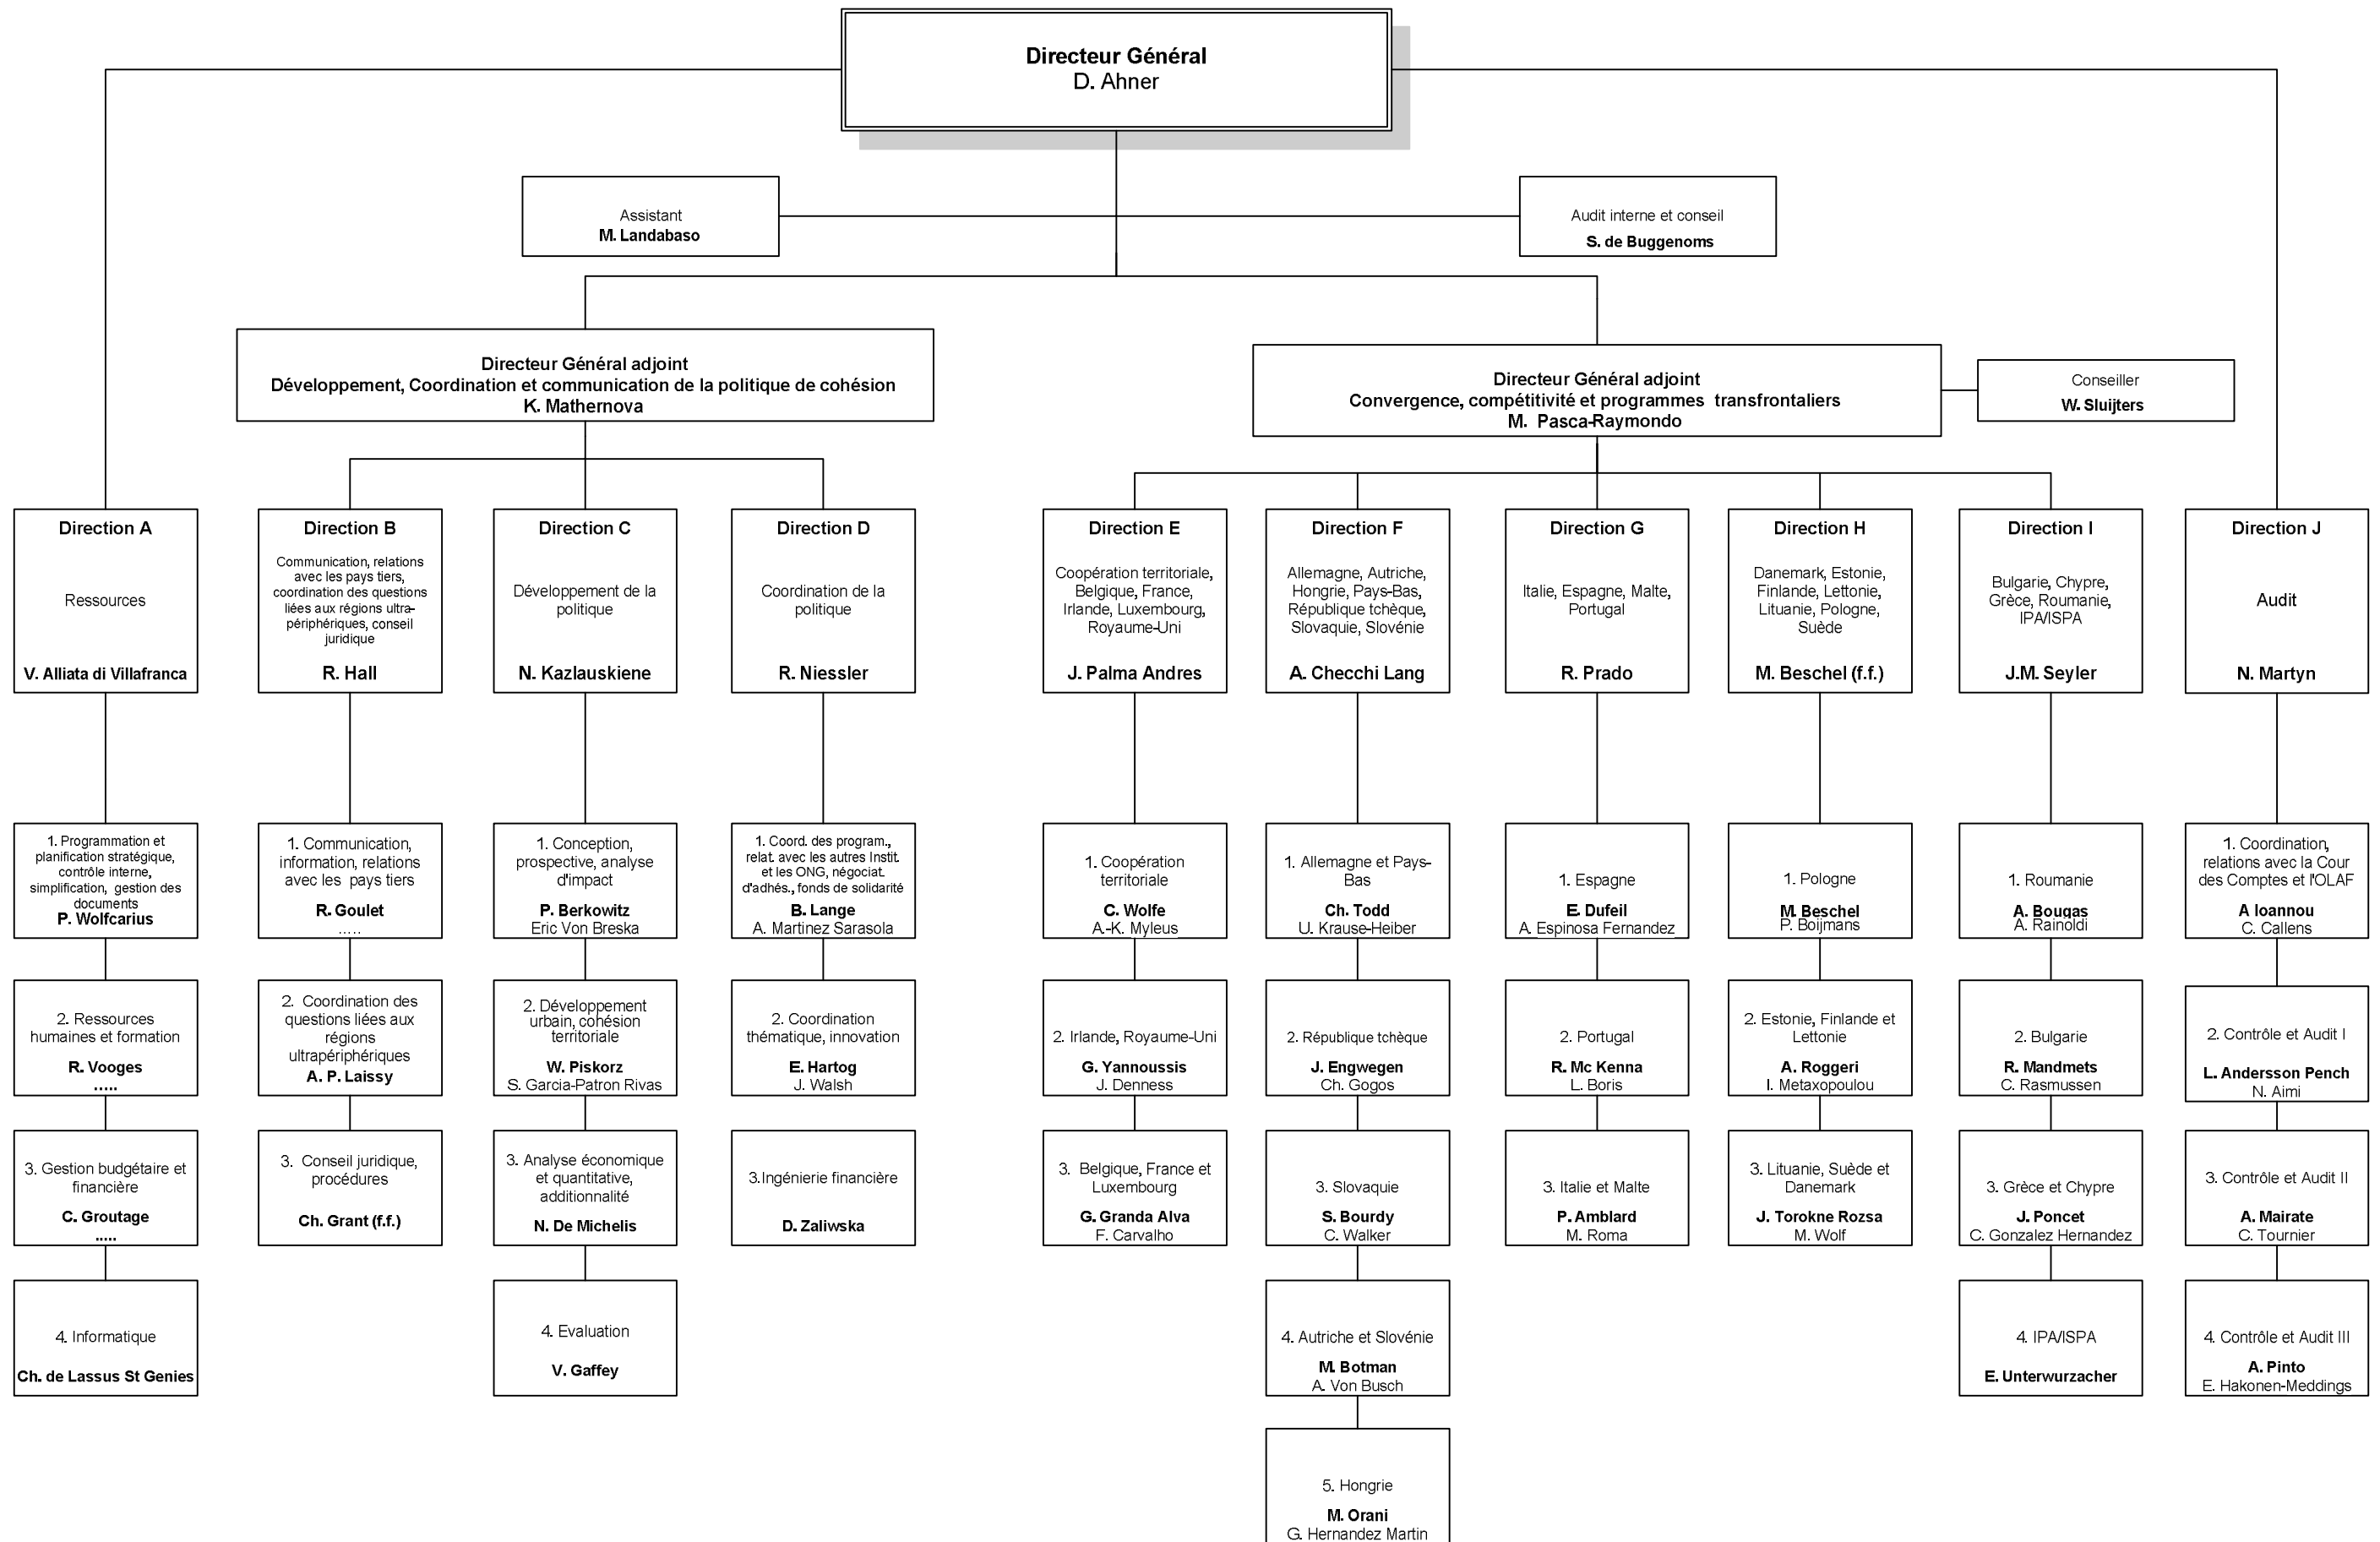 Directeur Général
D. Ahner
Assistant
M. Landabaso
Audit interne et conseil
S. de Buggenoms
Directeur Général adjoint
Développement, Coordination et communication de la politique de cohésion
K. Mathernova
Directeur Général adjoint
Convergence, compétitivité et programmes transfrontaliers
M. Pasca-Raymondo
Conseiller
W. Sluijters
Direction A
Ressources
V. Alliata di Villafranca
Direction B
Communication, relations
avec les pays tiers,
coordination des questions
liées aux régions ultra-
périphériques, conseil
juridique
R. Hall
Direction C
Développement de la
politique
N. Kazlauskiene
Direction D
Coordination de la
politique
R. Niessler
Direction E
Coopération territoriale,
Belgique, France,
Irlande, Luxembourg,
Royaume-Uni
J. Palma Andres
Direction F
Allemagne, Autriche,
Hongrie, Pays-Bas,
République tchèque,
Slovaquie, Slovénie
A. Checchi Lang
Direction G
Italie, Espagne, Malte,
Portugal
R. Prado
Direction H
Danemark, Estonie,
Finlande, Lettonie,
Lituanie, Pologne,
Suède
M. Beschel (f.f.)
Direction I
Bulgarie, Chypre,
Grèce, Roumanie,
IPA/ISPA
J.M. Seyler
Direction J
Audit
N. Martyn
1. Programmation et
planification stratégique,
contrôle interne,
simplification, gestion des
documents
P. Wolfcarius
1. Communication,
information, relations
avec les pays tiers
R. Goulet
.....
1. Conception,
prospective, analyse
d'impact
P. Berkowitz
Eric Von Breska
1. Coord. des program.,
relat. avec les autres Instit.
et les ONG, négociat.
d'adhés., fonds de solidarité
B. Lange
A. Martinez Sarasola
1. Coopération
territoriale
C. Wolfe
A.-K. Myleus
1. Allemagne et Pays-
Bas
Ch. Todd
U. Krause-Heiber
1. Espagne
E. Dufeil
A. Espinosa Fernandez
1. Pologne
M. Beschel
P. Boijmans
1. Roumanie
A. Bougas
A. Rainoldi
1. Coordination,
relations avec la Cour
des Comptes et l'OLAF
A Ioannou
C. Callens
2. Ressources
humaines et formation
R. Vooges
.....
2. Coordination des
questions liées aux
régions
ultrapériphériques
A. P. Laissy
2. Développement
urbain, cohésion
territoriale
W. Piskorz
S. Garcia-Patron Rivas
2. Coordination
thématique, innovation
E. Hartog
J. Walsh
2. Irlande, Royaume-Uni
G. Yannoussis
J. Denness
2. République tchèque
J. Engwegen
Ch. Gogos
2. Portugal
R. Mc Kenna
L. Boris
2. Estonie, Finlande et
Lettonie
A. Roggeri
I. Metaxopoulou
2. Bulgarie
R. Mandmets
C. Rasmussen
2. Contrôle et Audit I
L. Andersson Pench
N. Aimi
3. Gestion budgétaire et
financière
C. Groutage
.....
3. Conseil juridique,
procédures
Ch. Grant (f.f.)
3. Analyse économique
et quantitative,
additionnalité
N. De Michelis
3.Ingénierie financière
D. Zaliwska
3. Belgique, France et
Luxembourg
G. Granda Alva
F. Carvalho
3. Slovaquie
S. Bourdy
C. Walker
3. Italie et Malte
P. Amblard
M. Roma
3. Lituanie, Suède et
Danemark
J. Torokne Rozsa
M. Wolf
3. Grèce et Chypre
J. Poncet
C. Gonzalez Hernandez
3. Contrôle et Audit II
A. Mairate
C. Tournier
4. Informatique
Ch. de Lassus St Genies
4. Evaluation
V. Gaffey
4. Autriche et Slovénie
M. Botman
A. Von Busch
4. IPA/ISPA
E. Unterwurzacher
4. Contrôle et Audit III
A. Pinto
E. Hakonen-Meddings
5. Hongrie
M. Orani
G. Hernandez Martin